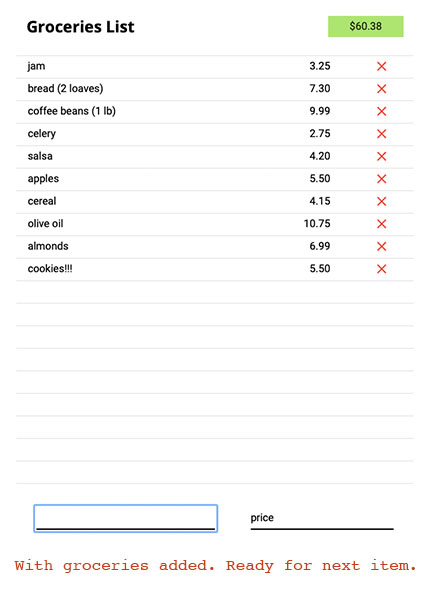 Groceries List $60.38
jam 3.25
bread (2 loaves) 7.30
coffee beans (1 lb) 9.99
celery 2.75
salsa 4.20
apples 5.50
cereal 4.15
olive oil 10.75
almonds 6.99
cookies!!! 5.50
price
With groceries added. Ready for next item.